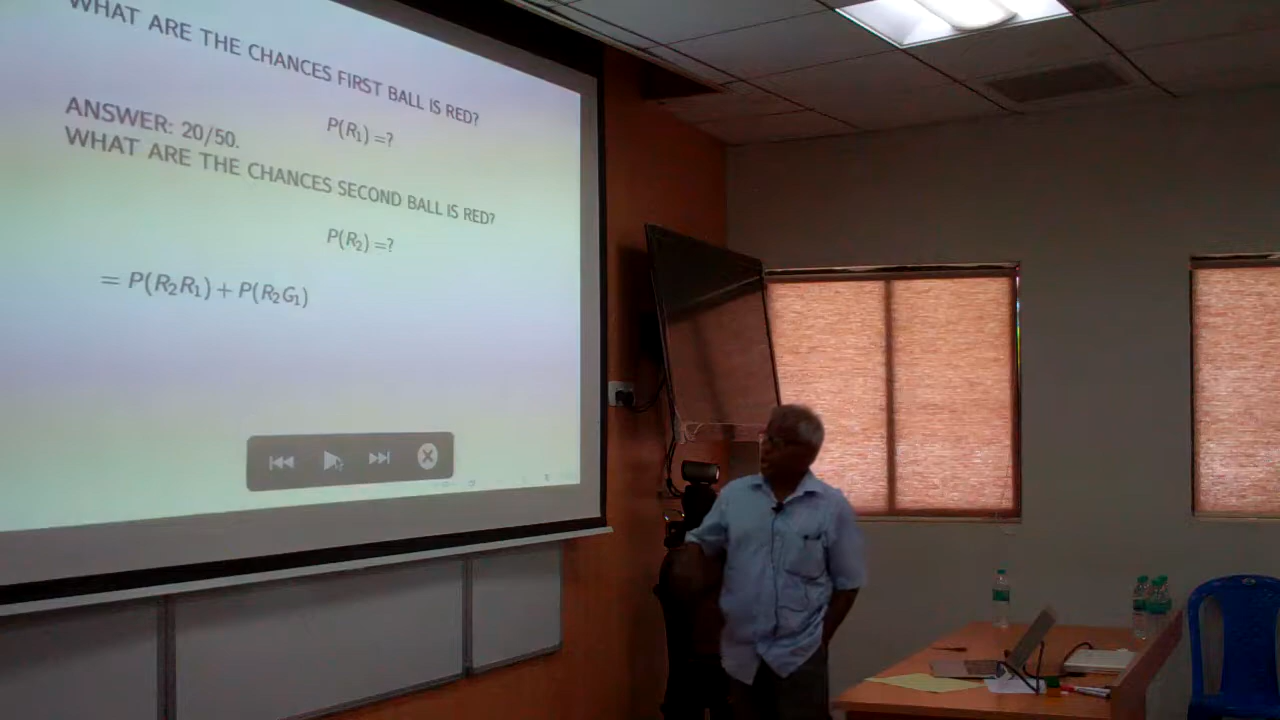 WHAT ARE THE CHANCES FIRST BALL IS RED?
P(R₁) =?
ANSWER: 20/50.
WHAT ARE THE CHANCES SECOND BALL IS RED?
P(R₂) =?
= P(R₂R₁) + P(R₂G₁)